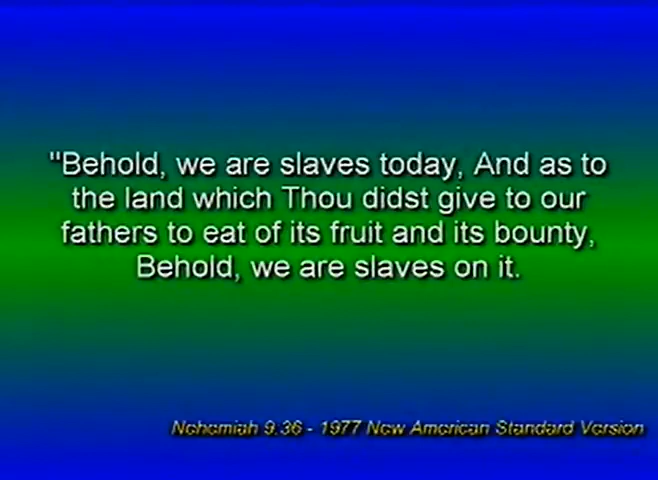 "Behold, we are slaves today, And as to
the land which Thou didst give to our
fathers to eat of its fruit and its bounty,
Behold, we are slaves on it.
Nehemiah 9.36 - 1977 New American Standard Version